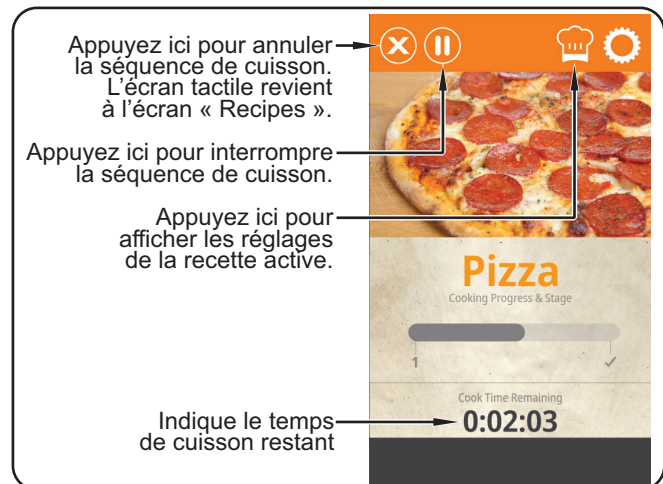 Appuyez ici pour annuler
la séquence de cuisson.
L'écran tactile revient
à l'écran « Recipes ».
Appuyez ici pour interrompre
la séquence de cuisson.
Appuyez ici pour
afficher les réglages
de la recette active.
Pizza
Cooking Progress & Stage
1
Cook Time Remaining
0:02:03
Indique le temps
de cuisson restant